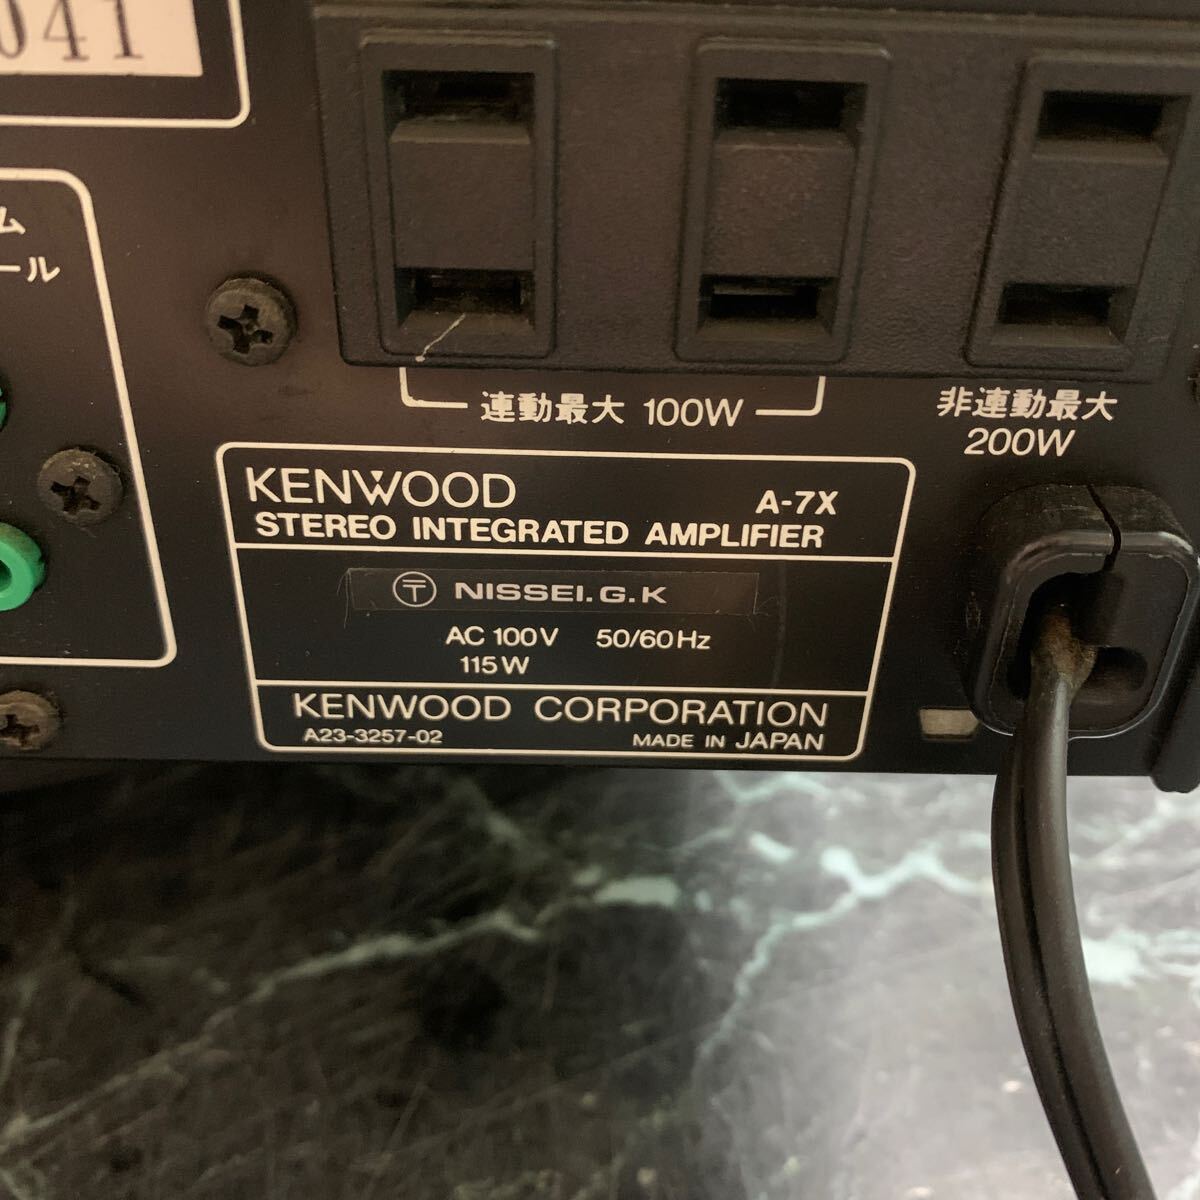 041
ム
ール
連動最大 100W
非連動最大
200W
KENWOOD A-7X
STEREO INTEGRATED AMPLIFIER
〒 NISSEI.G.K
AC 100V 50/60Hz
115W
KENWOOD CORPORATION
A23-3257-02 MADE IN JAPAN